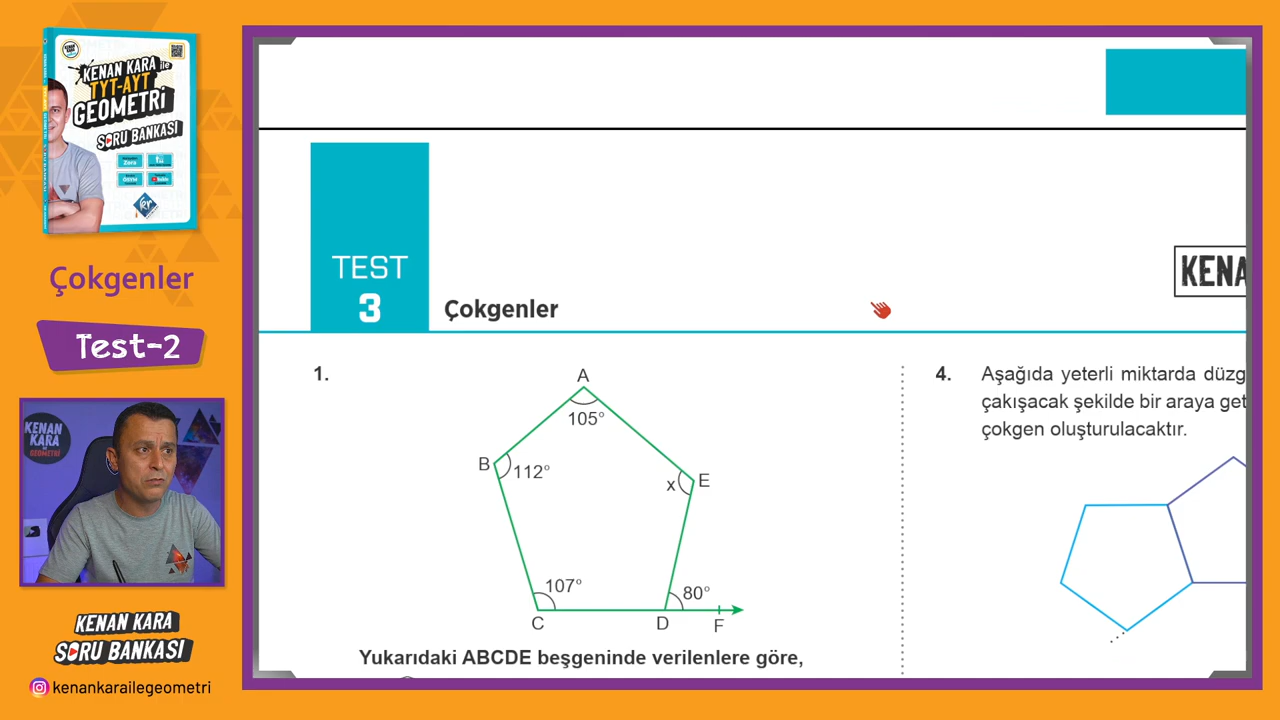 KENAN KARA ile
TYT-AYT
GEOMETRİ
SORU BANKASI
Çokgenler
Test-2
KENAN
KARA
GEOMETRİ
KENAN KARA
SORU BANKASI
kenankarailegeometri
TEST
3
Çokgenler
KENA
1.
A
105°
B
112°
x
E
107°
80°
C
D
F
Yukarıdaki ABCDE beşgeninde verilenlere göre,
4.
Aşağıda yeterli miktarda düzg
çakışacak şekilde bir araya get
çokgen oluşturulacaktır.